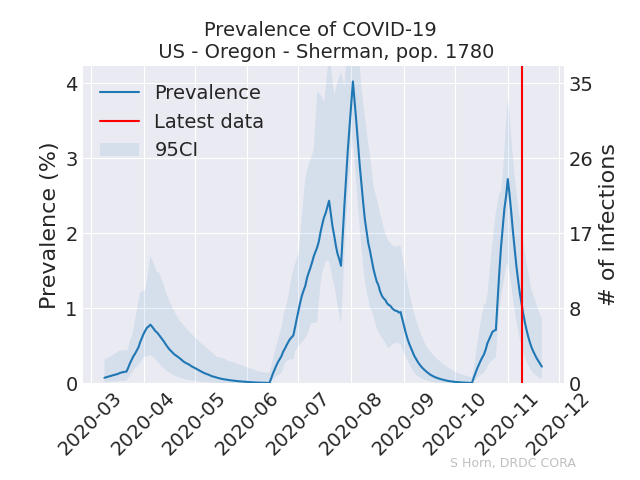 Prevalence of COVID-19
US - Oregon - Sherman, pop. 1780
Prevalence
Latest data
95CI
Prevalence (%)
4
3
2
1
0
# of infections
35
26
17
8
0
2020-03
2020-04
2020-05
2020-06
2020-07
2020-08
2020-09
2020-10
2020-11
2020-12
S Horn, DRDC CORA